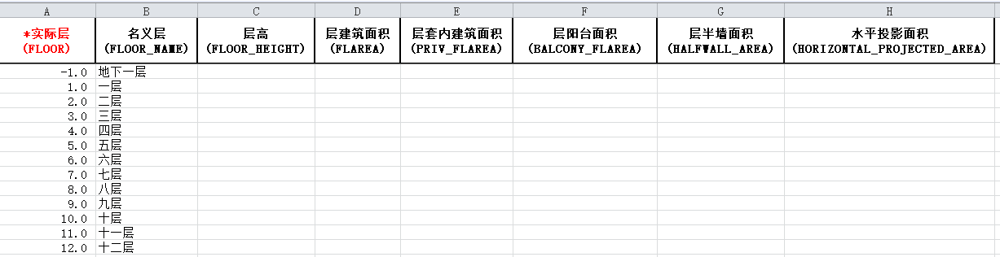 A B C D E F G H
*实际层 名义层 层高 层建筑面积 层套内建筑面积 层阳台面积 层半墙面积 水平投影面积
(FLOOR) (FLOOR_NAME) (FLOOR_HEIGHT) (FLAREA) (PRIV_FLAREA) (BALCONY_FLAREA) (HALFWALL_AREA) (HORIZONTAL_PROJECTED_AREA)
-1.0 地下一层
1.0 一层
2.0 二层
3.0 三层
4.0 四层
5.0 五层
6.0 六层
7.0 七层
8.0 八层
9.0 九层
10.0 十层
11.0 十一层
12.0 十二层